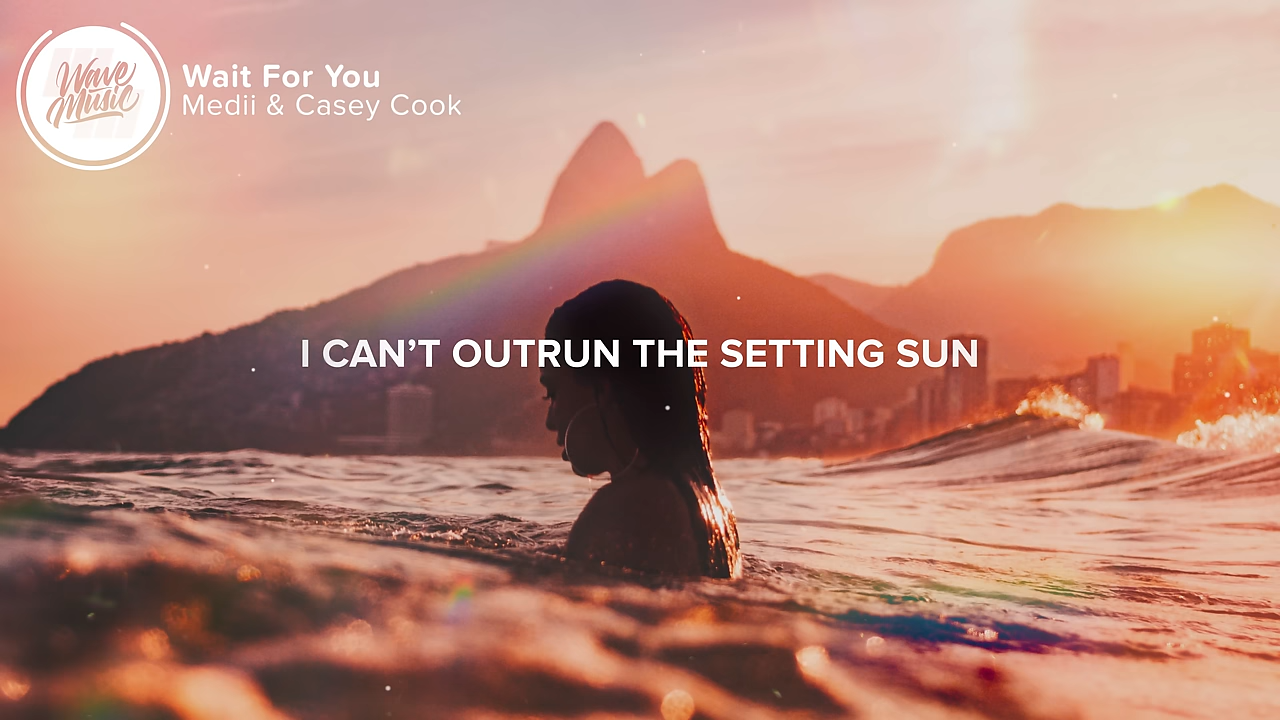 Wave
Music
Wait For You
Medii & Casey Cook
I CAN'T OUTRUN THE SETTING SUN